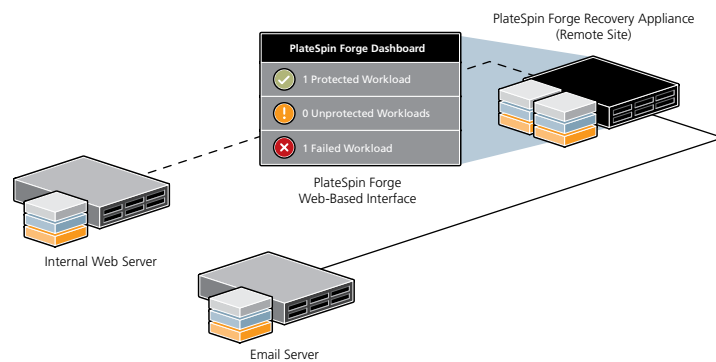 PlateSpin Forge Recovery Appliance
(Remote Site)
PlateSpin Forge Dashboard
1 Protected Workload
0 Unprotected Workloads
1 Failed Workload
PlateSpin Forge
Web-Based Interface
Internal Web Server
Email Server